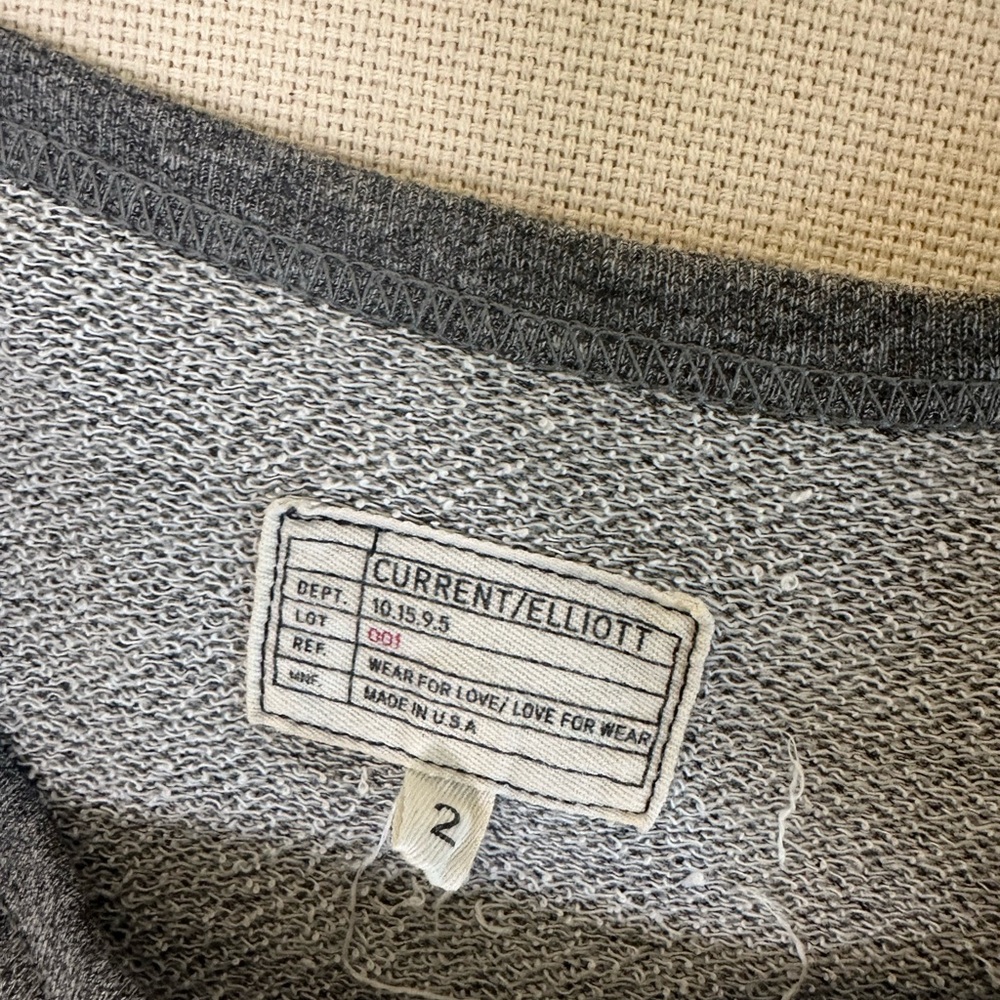 CURRENT/ELLIOTT
DEPT. 10.15.9.5
LOT 001
REF. WEAR FOR LOVE/ LOVE FOR WEAR
MNF. MADE IN U.S.A
2